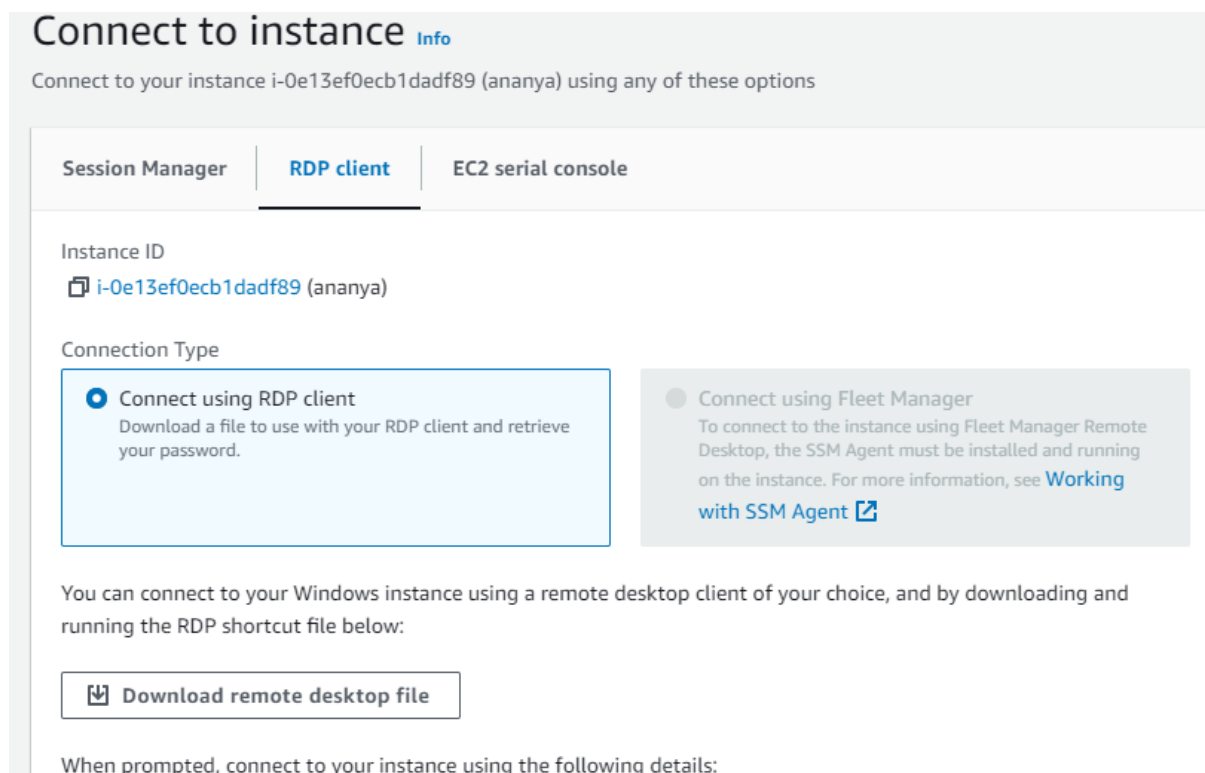 Connect to instance Info
Connect to your instance i-0e13ef0ecb1dadf89 (ananya) using any of these options
Session Manager
RDP client
EC2 serial console
Instance ID
i-0e13ef0ecb1dadf89 (ananya)
Connection Type
Connect using RDP client
Download a file to use with your RDP client and retrieve
your password.
Connect using Fleet Manager
To connect to the instance using Fleet Manager Remote
Desktop, the SSM Agent must be installed and running
on the instance. For more information, see Working
with SSM Agent
You can connect to your Windows instance using a remote desktop client of your choice, and by downloading and
running the RDP shortcut file below:
Download remote desktop file
When prompted, connect to your instance using the following details: